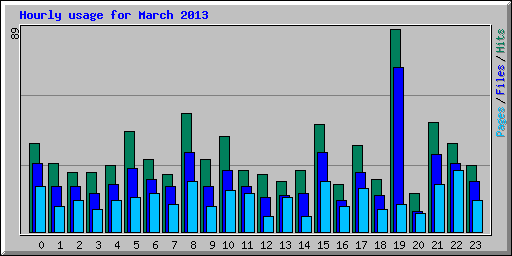 Hourly usage for March 2013
89
Pages/Files/Hits
0 1 2 3 4 5 6 7 8 9 10 11 12 13 14 15 16 17 18 19 20 21 22 23